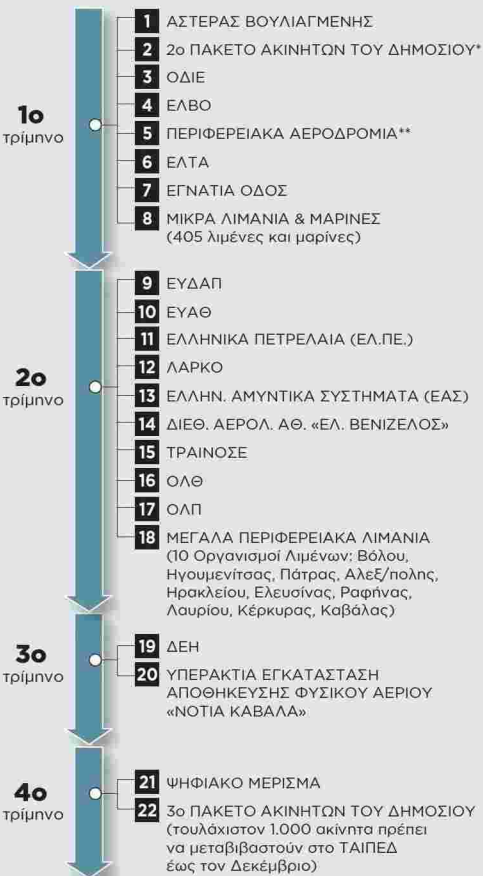 1ο
τρίμηνο
1 ΑΣΤΕΡΑΣ ΒΟΥΛΙΑΓΜΕΝΗΣ
2 2ο ΠΑΚΕΤΟ ΑΚΙΝΗΤΩΝ ΤΟΥ ΔΗΜΟΣΙΟΥ*
3 ΟΔΙΕ
4 ΕΛΒΟ
5 ΠΕΡΙΦΕΡΕΙΑΚΑ ΑΕΡΟΔΡΟΜΙΑ**
6 ΕΛΤΑ
7 ΕΓΝΑΤΙΑ ΟΔΟΣ
8 ΜΙΚΡΑ ΛΙΜΑΝΙΑ & ΜΑΡΙΝΕΣ
(405 λιμένες και μαρίνες)
2ο
τρίμηνο
9 ΕΥΔΑΠ
10 ΕΥΑΘ
11 ΕΛΛΗΝΙΚΑ ΠΕΤΡΕΛΑΙΑ (ΕΛ.ΠΕ.)
12 ΛΑΡΚΟ
13 ΕΛΛΗΝ. ΑΜΥΝΤΙΚΑ ΣΥΣΤΗΜΑΤΑ (ΕΑΣ)
14 ΔΙΕΘ. ΑΕΡΟΛ. ΑΘ. «ΕΛ. ΒΕΝΙΖΕΛΟΣ»
15 ΤΡΑΙΝΟΣΕ
16 ΟΛΘ
17 ΟΛΠ
18 ΜΕΓΑΛΑ ΠΕΡΙΦΕΡΕΙΑΚΑ ΛΙΜΑΝΙΑ
(10 Οργανισμοί Λιμένων: Βόλου,
Ηγουμενίτσας, Πάτρας, Αλεξ/πολης,
Ηρακλείου, Ελευσίνας, Ραφήνας,
Λαυρίου, Κέρκυρας, Καβάλας)
3ο
τρίμηνο
19 ΔΕΗ
20 ΥΠΕΡΑΚΤΙΑ ΕΓΚΑΤΑΣΤΑΣΗ
ΑΠΟΘΗΚΕΥΣΗΣ ΦΥΣΙΚΟΥ ΑΕΡΙΟΥ
«ΝΟΤΙΑ ΚΑΒΑΛΑ»
4ο
τρίμηνο
21 ΨΗΦΙΑΚΟ ΜΕΡΙΣΜΑ
22 3ο ΠΑΚΕΤΟ ΑΚΙΝΗΤΩΝ ΤΟΥ ΔΗΜΟΣΙΟΥ
(τουλάχιστον 1.000 ακίνητα πρέπει
να μεταβιβαστούν στο ΤΑΙΠΕΔ
έως τον Δεκέμβριο)